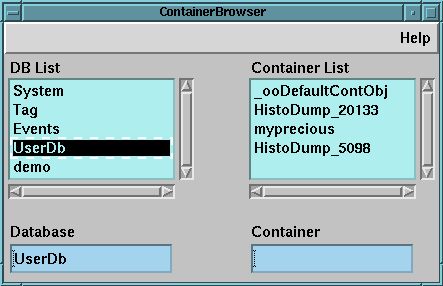 ContainerBrowser
Help
DB List
System
Tag
Events
UserDb
demo
Container List
_ooDefaultContObj
HistoDump_20133
myprecious
HistoDump_5098
Database
UserDb
Container